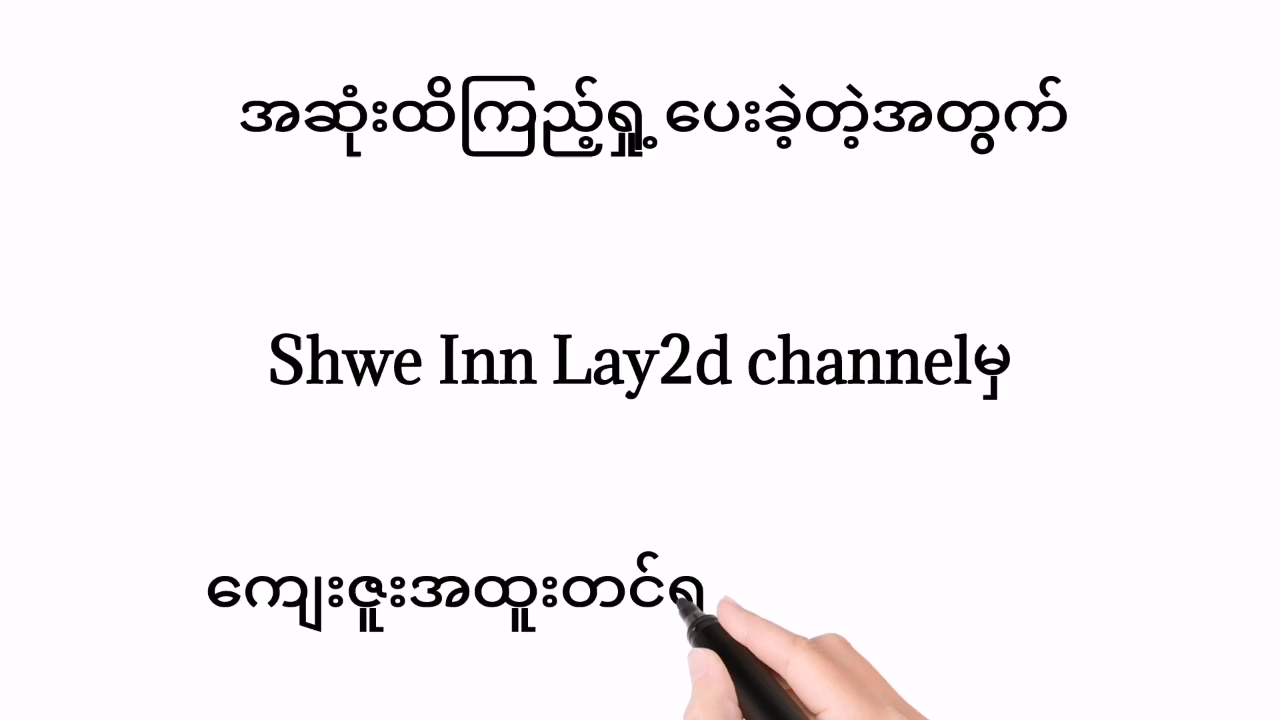 အဆုံးထိကြည့်ရှု့ ပေးခဲ့တဲ့အတွက်
Shwe Inn Lay2d channelမှ
ကျေးဇူးအထူးတင်ရ